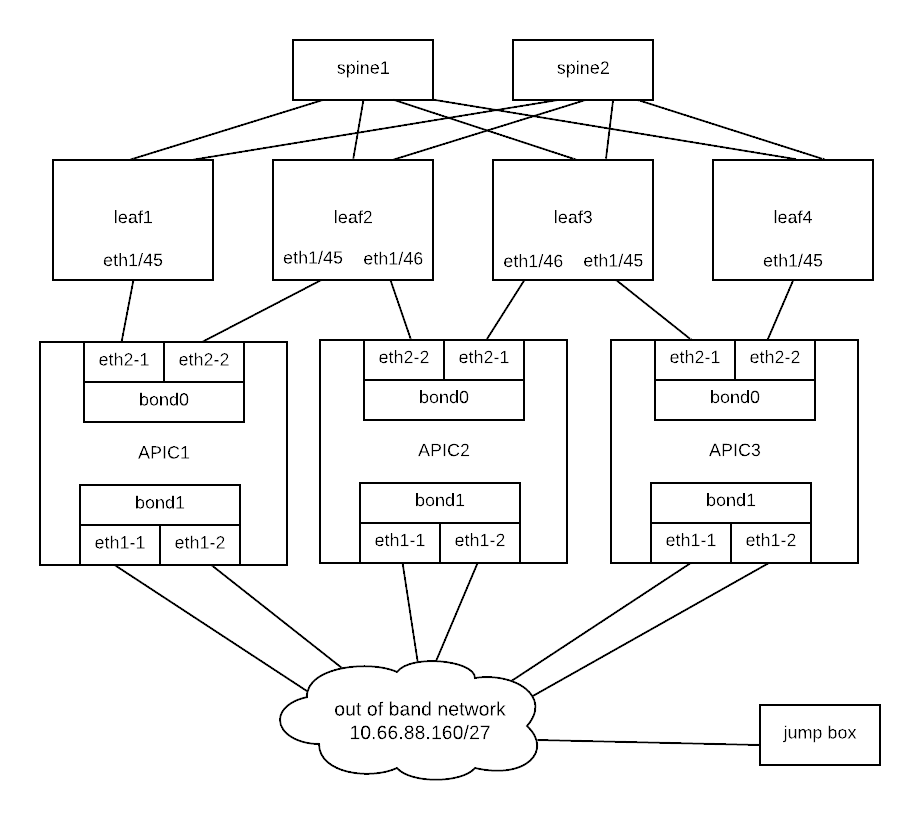 spine1
spine2
leaf1
leaf2
leaf3
leaf4
eth1/45
eth1/45 eth1/46
eth1/46 eth1/45
eth1/45
eth2-1 eth2-2
bond0
APIC1
bond1
eth1-1 eth1-2
eth2-2 eth2-1
bond0
APIC2
bond1
eth1-1 eth1-2
eth2-1 eth2-2
bond0
APIC3
bond1
eth1-1 eth1-2
out of band network
10.66.88.160/27
jump box